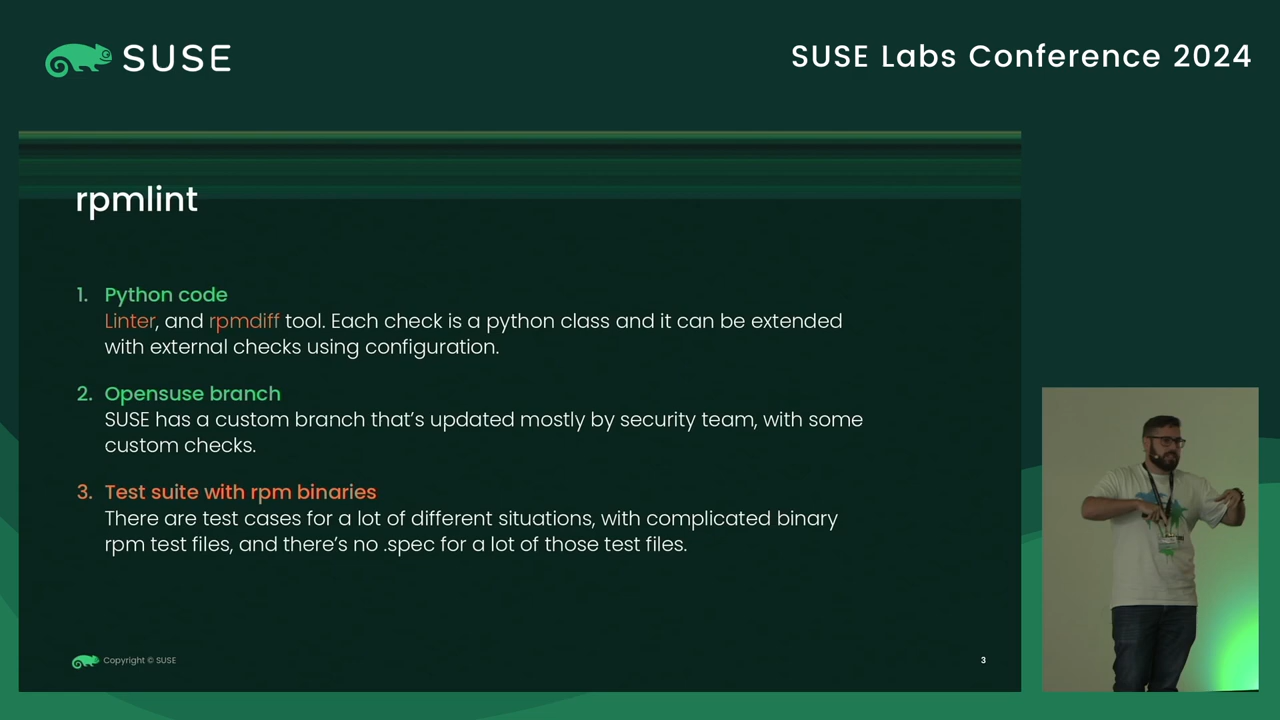 SUSE
SUSE Labs Conference 2024
rpmlint
1. Python code
Linter, and rpmdiff tool. Each check is a python class and it can be extended
with external checks using configuration.
2. Opensuse branch
SUSE has a custom branch that's updated mostly by security team, with some
custom checks.
3. Test suite with rpm binaries
There are test cases for a lot of different situations, with complicated binary
rpm test files, and there's no .spec for a lot of those test files.
Copyright © SUSE
3